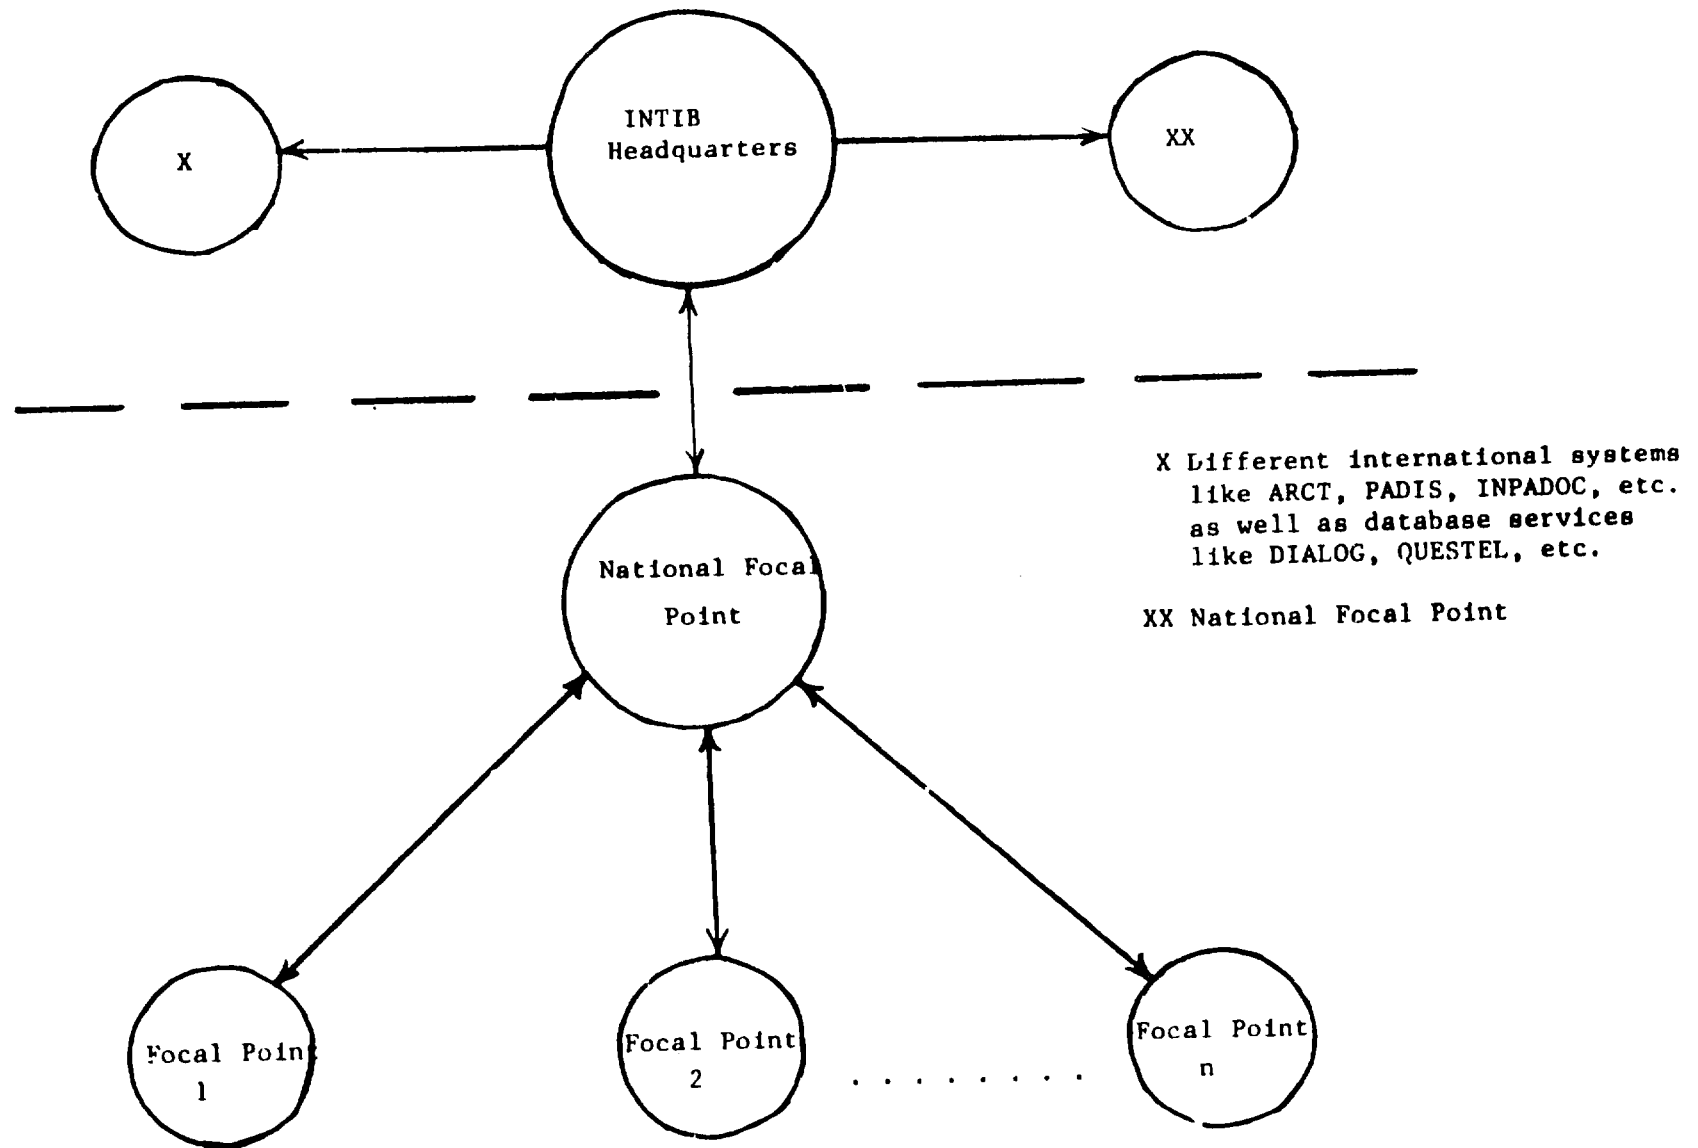 X
INTIB
Headquarters
XX
X Different international systems
like ARCT, PADIS, INPADOC, etc.
as well as database services
like DIALOG, QUESTEL, etc.
XX National Focal Point
National Focal
Point
Focal Point
1
Focal Point
2
. . . . . . . .
Focal Point
n